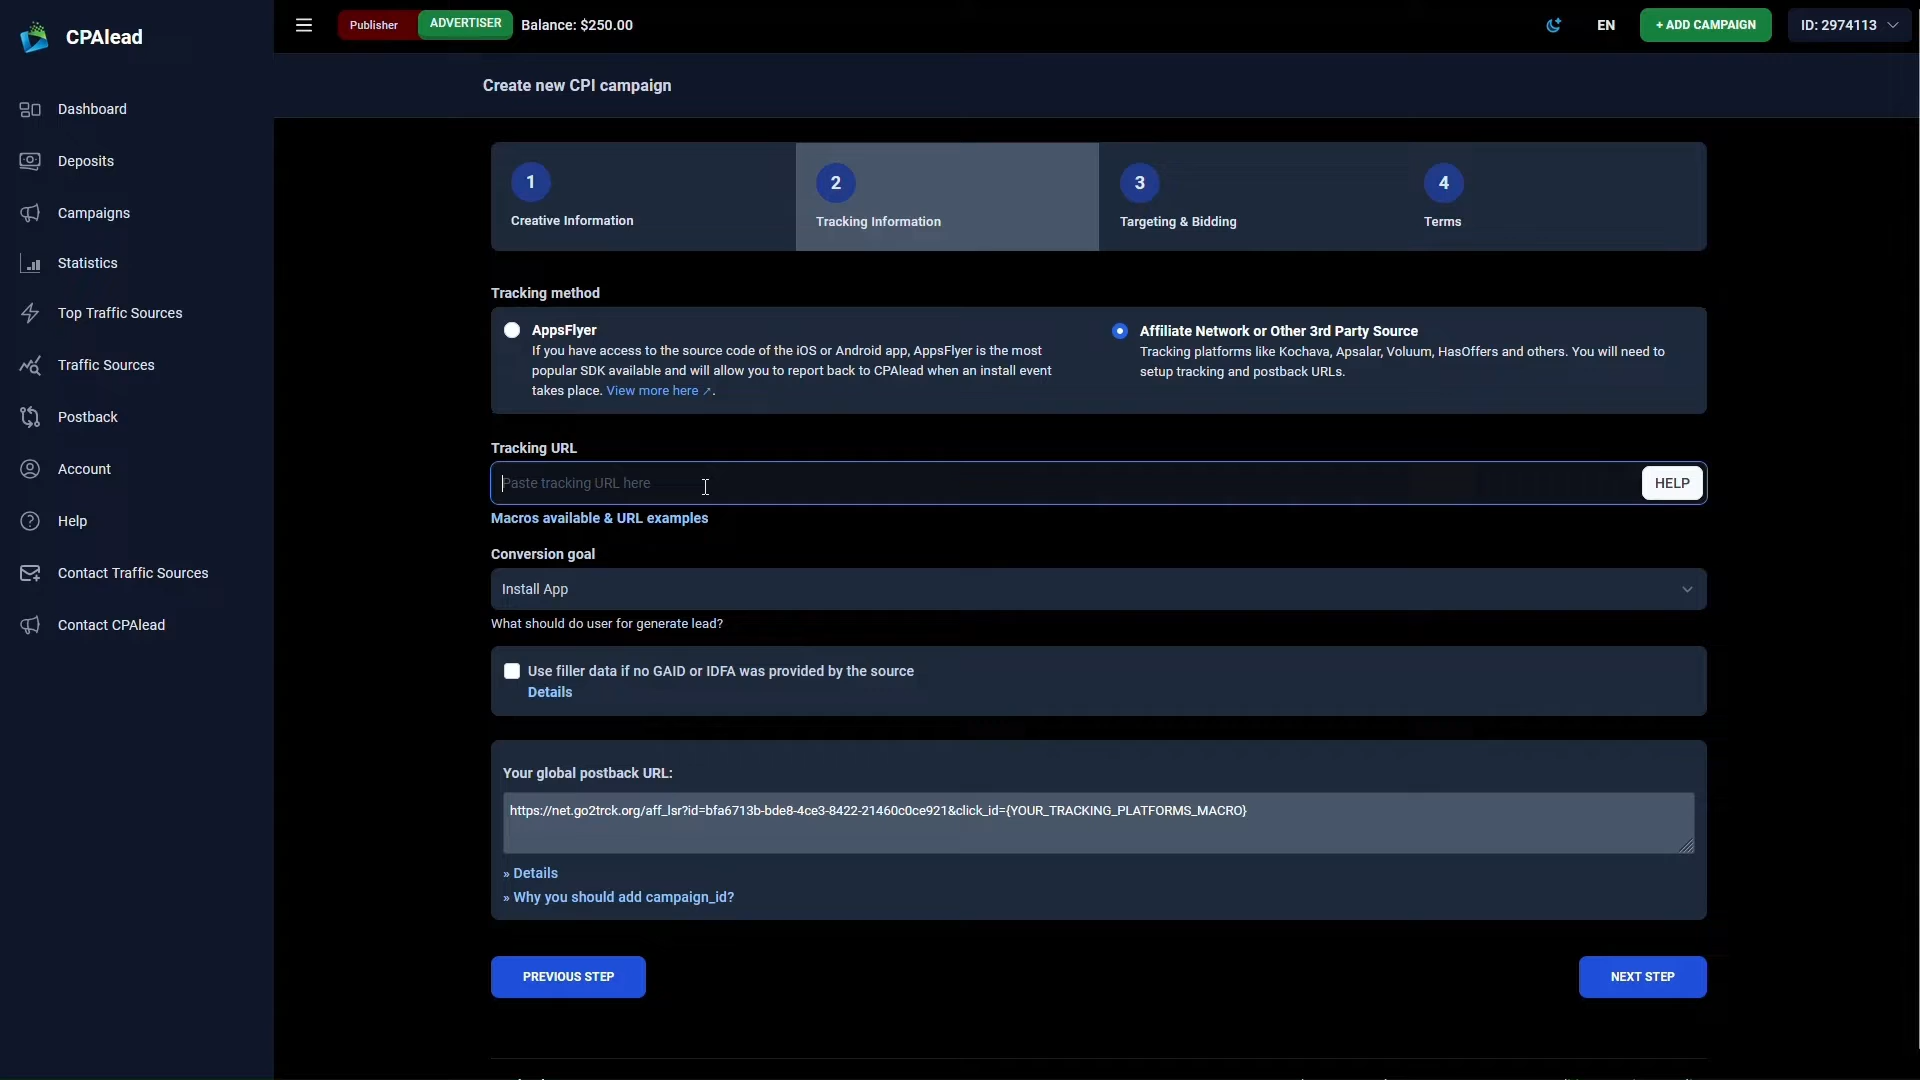 CPAlead
Publisher
ADVERTISER
Balance: $250.00
EN
+ ADD CAMPAIGN
ID: 2974113
Dashboard
Deposits
Campaigns
Statistics
Top Traffic Sources
Traffic Sources
Postback
Account
Help
Contact Traffic Sources
Contact CPAlead
Create new CPI campaign
1
Creative Information
2
Tracking Information
3
Targeting & Bidding
4
Terms
Tracking method
AppsFlyer
If you have access to the source code of the iOS or Android app, AppsFlyer is the most
popular SDK available and will allow you to report back to CPAlead when an install event
takes place. View more here ↗.
Affiliate Network or Other 3rd Party Source
Tracking platforms like Kochava, Apsalar, Voluum, HasOffers and others. You will need to
setup tracking and postback URLs.
Tracking URL
Paste tracking URL here
HELP
Macros available & URL examples
Conversion goal
Install App
What should do user for generate lead?
Use filler data if no GAID or IDFA was provided by the source
Details
Your global postback URL:
https://net.go2trck.org/aff_lsr?id=bfa6713b-bde8-4ce3-8422-21460c0ce921&click_id={YOUR_TRACKING_PLATFORMS_MACRO}
» Details
» Why you should add campaign_id?
PREVIOUS STEP
NEXT STEP